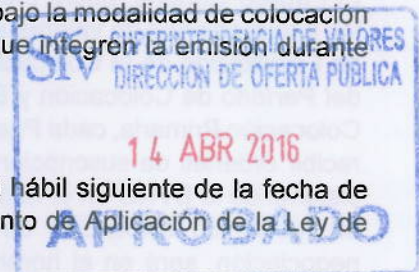 bajo la modalidad de colocación
que integren la emisión durante
SIV SUPERINTENDENCIA DE VALORES
DIRECCION DE OFERTA PÚBLICA
14 ABR 2016
hábil siguiente de la fecha de
nto de Aplicación de la Ley de
APROBADO